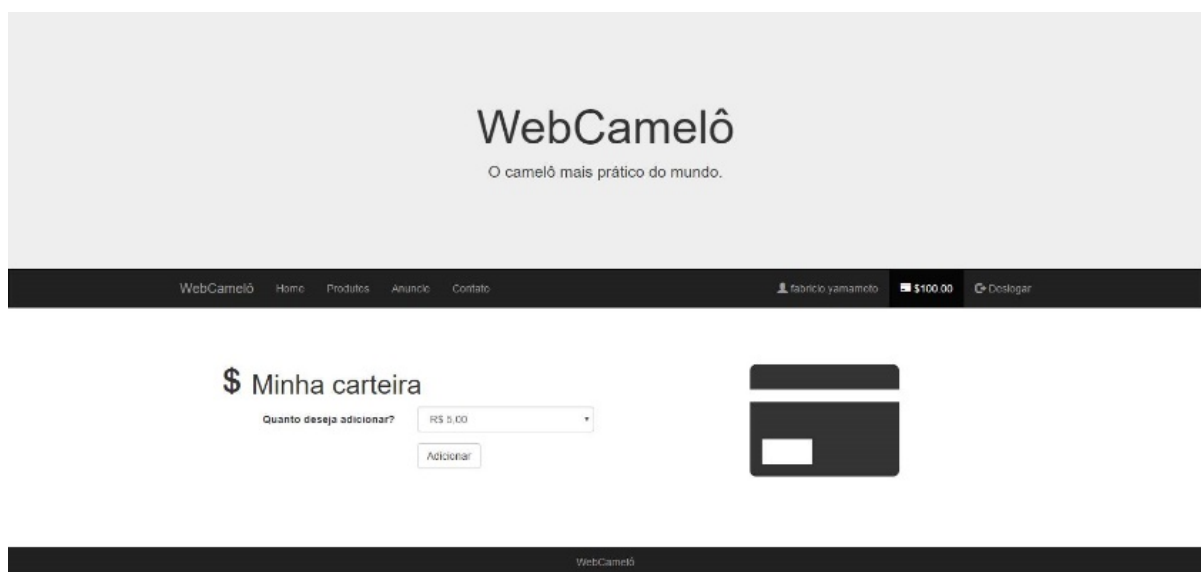 WebCamelô
O camelô mais prático do mundo.
WebCamelô Home Produtos Anuncio Contato fabricio yamamoto $100.00 Deslogar
$ Minha carteira
Quanto deseja adicionar? R$ 5,00
Adicionar
WebCamelô